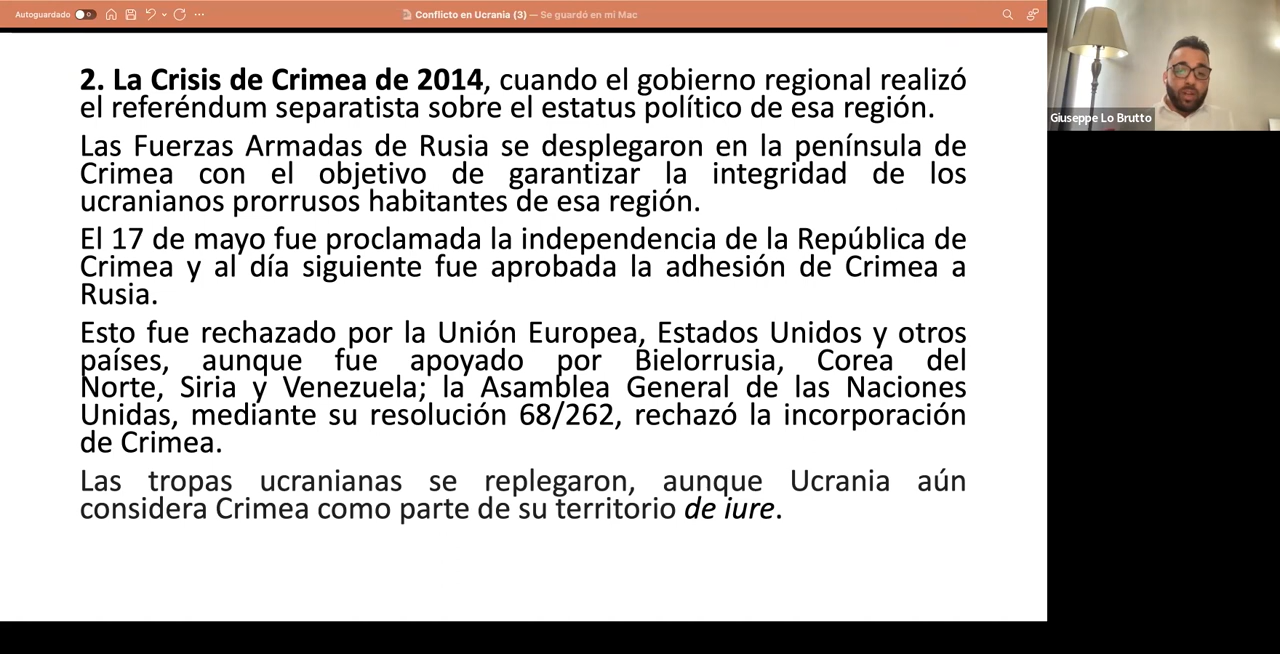 Autoguardado
Conflicto en Ucrania (3) — Se guardó en mi Mac
2. La Crisis de Crimea de 2014, cuando el gobierno regional realizó
el referéndum separatista sobre el estatus político de esa región.
Las Fuerzas Armadas de Rusia se desplegaron en la península de
Crimea con el objetivo de garantizar la integridad de los
ucranianos prorrusos habitantes de esa región.
El 17 de mayo fue proclamada la independencia de la República de
Crimea y al día siguiente fue aprobada la adhesión de Crimea a
Rusia.
Esto fue rechazado por la Unión Europea, Estados Unidos y otros
países, aunque fue apoyado por Bielorrusia, Corea del
Norte, Siria y Venezuela; la Asamblea General de las Naciones
Unidas, mediante su resolución 68/262, rechazó la incorporación
de Crimea.
Las tropas ucranianas se replegaron, aunque Ucrania aún
considera Crimea como parte de su territorio de iure.
Giuseppe Lo Brutto